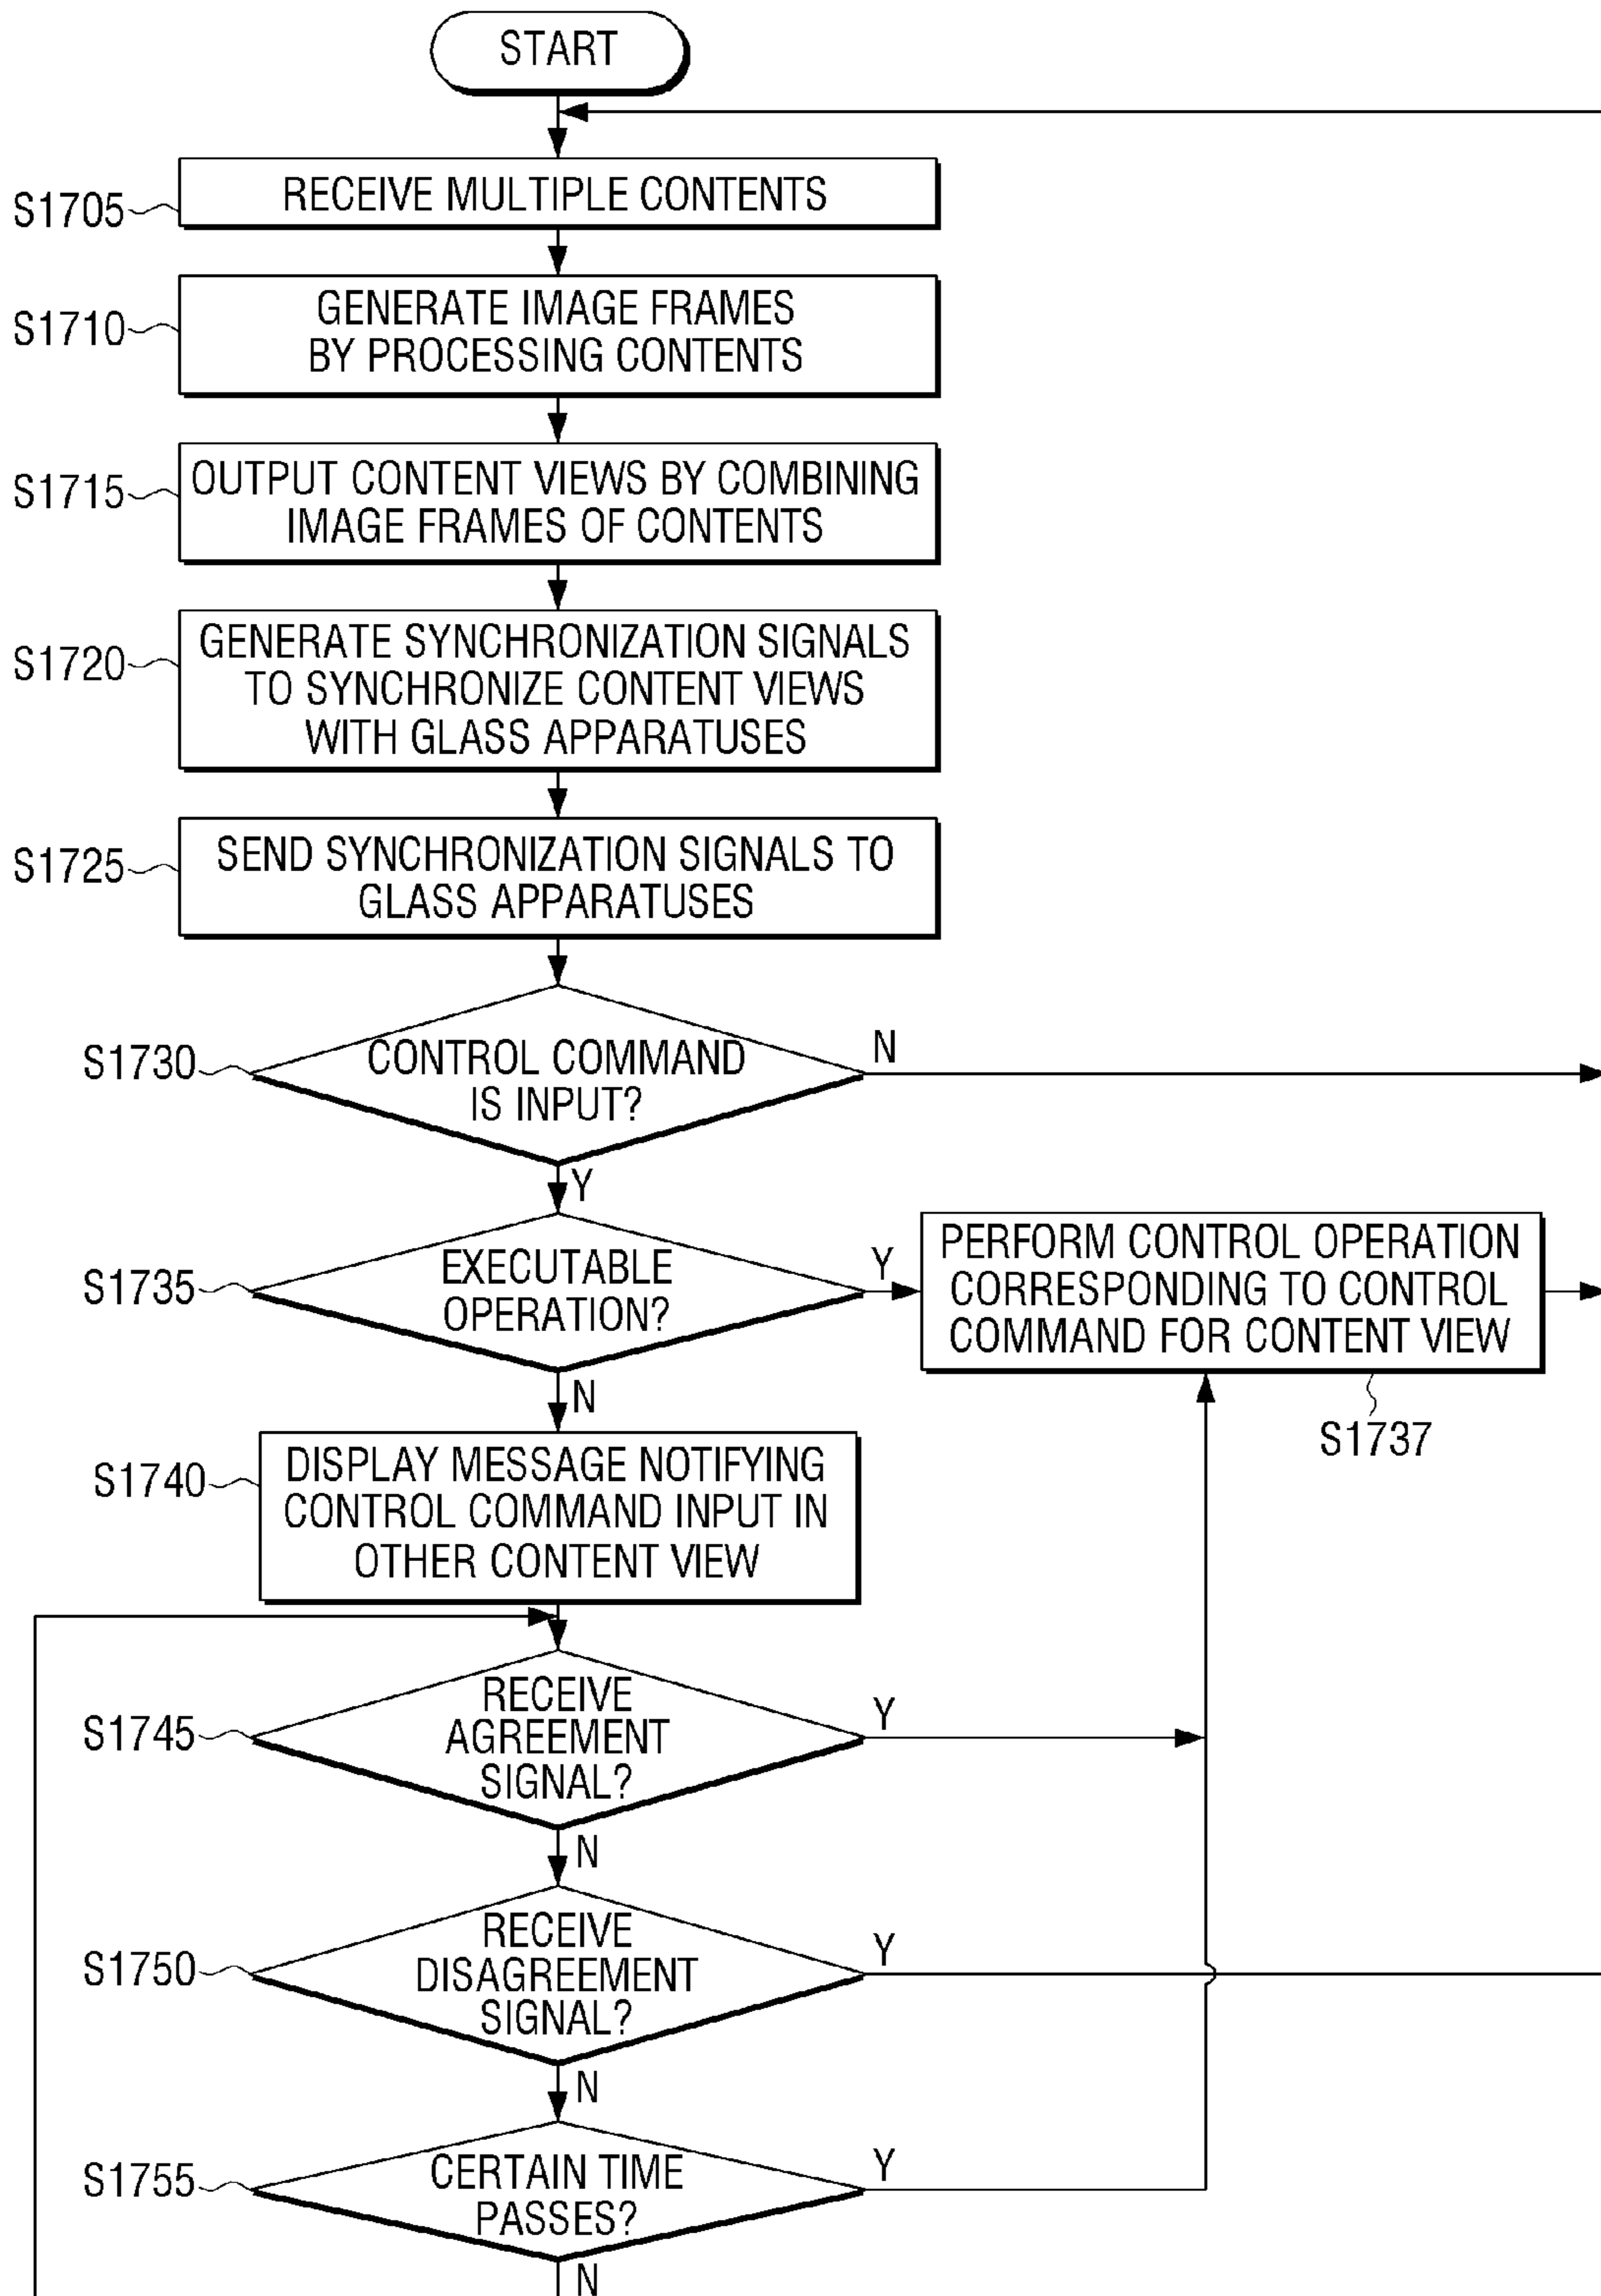 START
S1705
RECEIVE MULTIPLE CONTENTS
S1710
GENERATE IMAGE FRAMES
BY PROCESSING CONTENTS
S1715
OUTPUT CONTENT VIEWS BY COMBINING
IMAGE FRAMES OF CONTENTS
S1720
GENERATE SYNCHRONIZATION SIGNALS
TO SYNCHRONIZE CONTENT VIEWS
WITH GLASS APPARATUSES
S1725
SEND SYNCHRONIZATION SIGNALS TO
GLASS APPARATUSES
S1730
CONTROL COMMAND
IS INPUT?
N
Y
S1735
EXECUTABLE
OPERATION?
Y
PERFORM CONTROL OPERATION
CORRESPONDING TO CONTROL
COMMAND FOR CONTENT VIEW
S1737
N
S1740
DISPLAY MESSAGE NOTIFYING
CONTROL COMMAND INPUT IN
OTHER CONTENT VIEW
S1745
RECEIVE
AGREEMENT
SIGNAL?
Y
N
S1750
RECEIVE
DISAGREEMENT
SIGNAL?
Y
N
S1755
CERTAIN TIME
PASSES?
Y
N